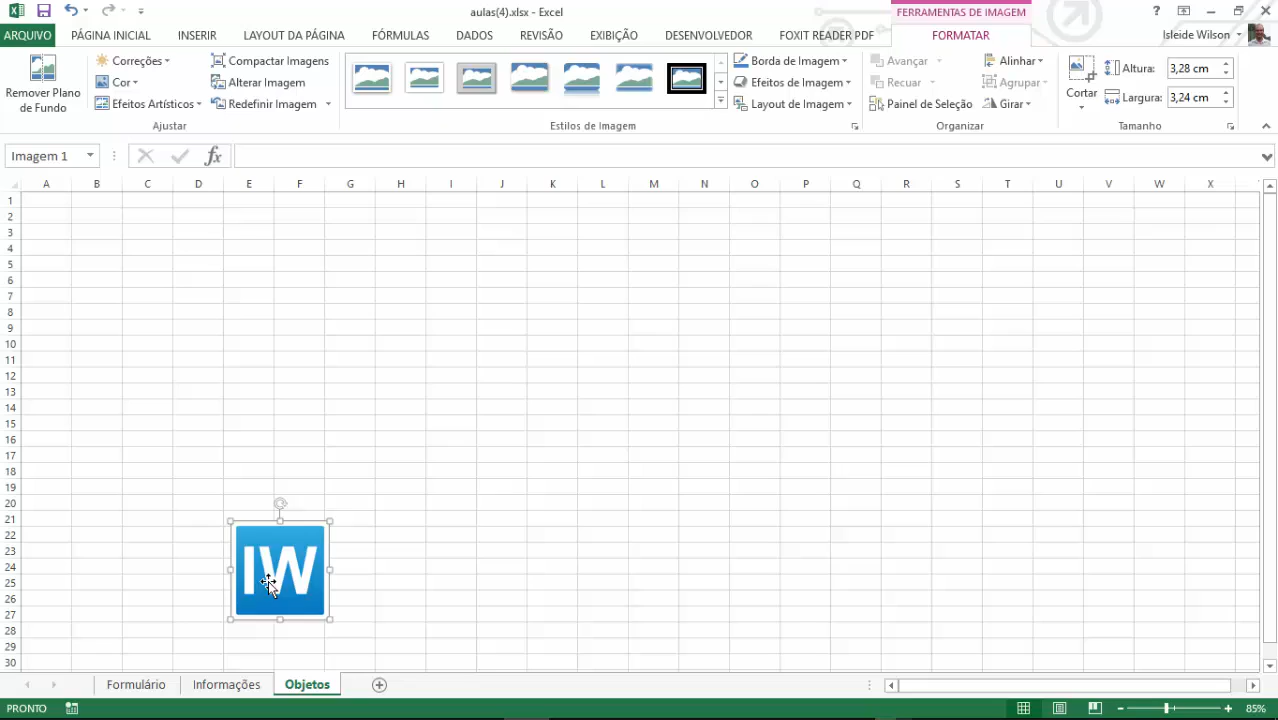 aulas(4).xlsx - Excel
FERRAMENTAS DE IMAGEM
?
ARQUIVO PÁGINA INICIAL INSERIR LAYOUT DA PÁGINA FÓRMULAS DADOS REVISÃO EXIBIÇÃO DESENVOLVEDOR FOXIT READER PDF FORMATAR Isleide Wilson
Remover Plano de Fundo
Correções
Cor
Efeitos Artísticos
Compactar Imagens
Alterar Imagem
Redefinir Imagem
Ajustar
Estilos de Imagem
Borda de Imagem
Efeitos de Imagem
Layout de Imagem
Avançar
Recuar
Painel de Seleção
Alinhar
Agrupar
Girar
Organizar
Cortar
Altura: 3,28 cm
Largura: 3,24 cm
Tamanho
Imagem 1
fx
A B C D E F G H I J K L M N O P Q R S T U V W X
1
2
3
4
5
6
7
8
9
10
11
12
13
14
15
16
17
18
19
20
21
22
23
24
25
26
27
28
29
30
IW
Formulário Informações Objetos
PRONTO
85%